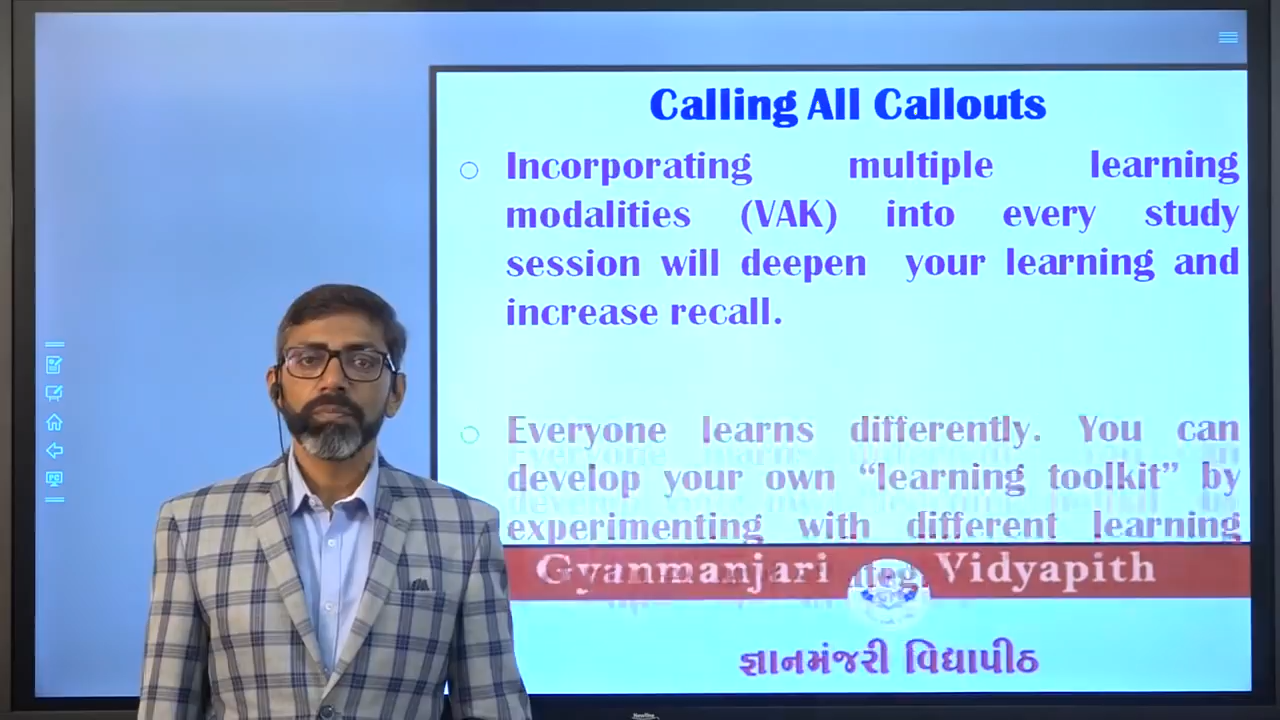 Calling All Callouts
Incorporating multiple learning
modalities (VAK) into every study
session will deepen your learning and
increase recall.
Everyone learns differently. You can
develop your own “learning toolkit” by
experimenting with different learning
Gyanmanjari Vidyapith
જ્ઞાનમંજરી વિદ્યાપીઠ